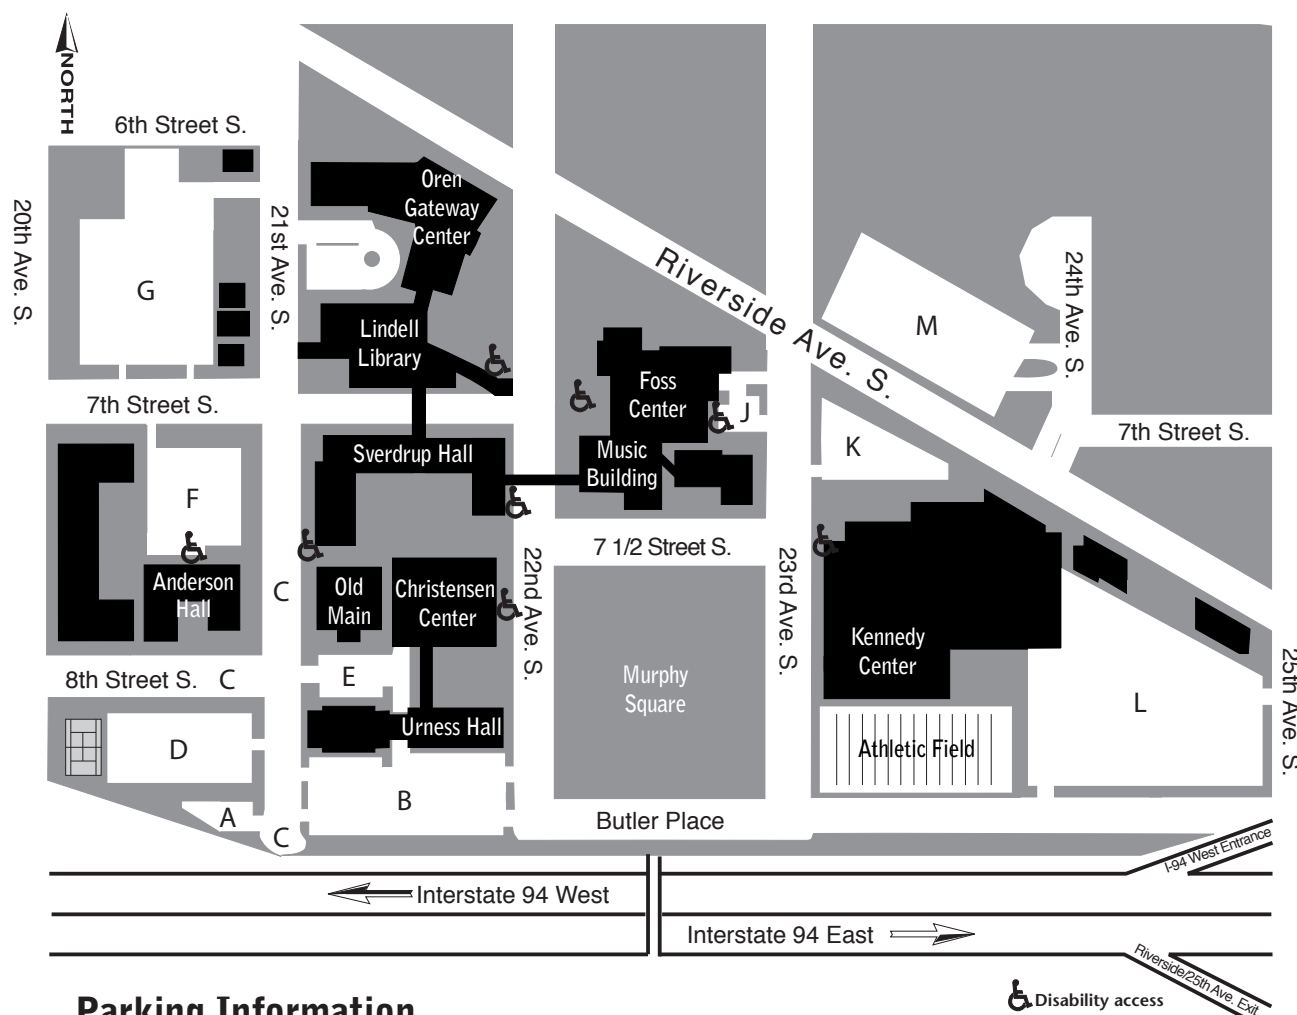 NORTH
6th Street S.
20th Ave. S.
21st Ave. S.
G
Oren
Gateway
Center
Lindell
Library
Riverside Ave. S.
M
24th Ave. S.
7th Street S.
7th Street S.
Foss
Center
J
K
Sverdrup Hall
Music
Building
F
Anderson
Hall
C
Old
Main
Christensen
Center
22nd Ave. S.
7 1/2 Street S.
23rd Ave. S.
Kennedy
Center
Murphy
Square
8th Street S.
C
E
Urness Hall
D
L
25th Ave. S.
Athletic Field
A
B
C
Butler Place
I-94 West Entrance
Interstate 94 West
Interstate 94 East
Riverside/25th Ave. Exit
Disability access
Parking Information